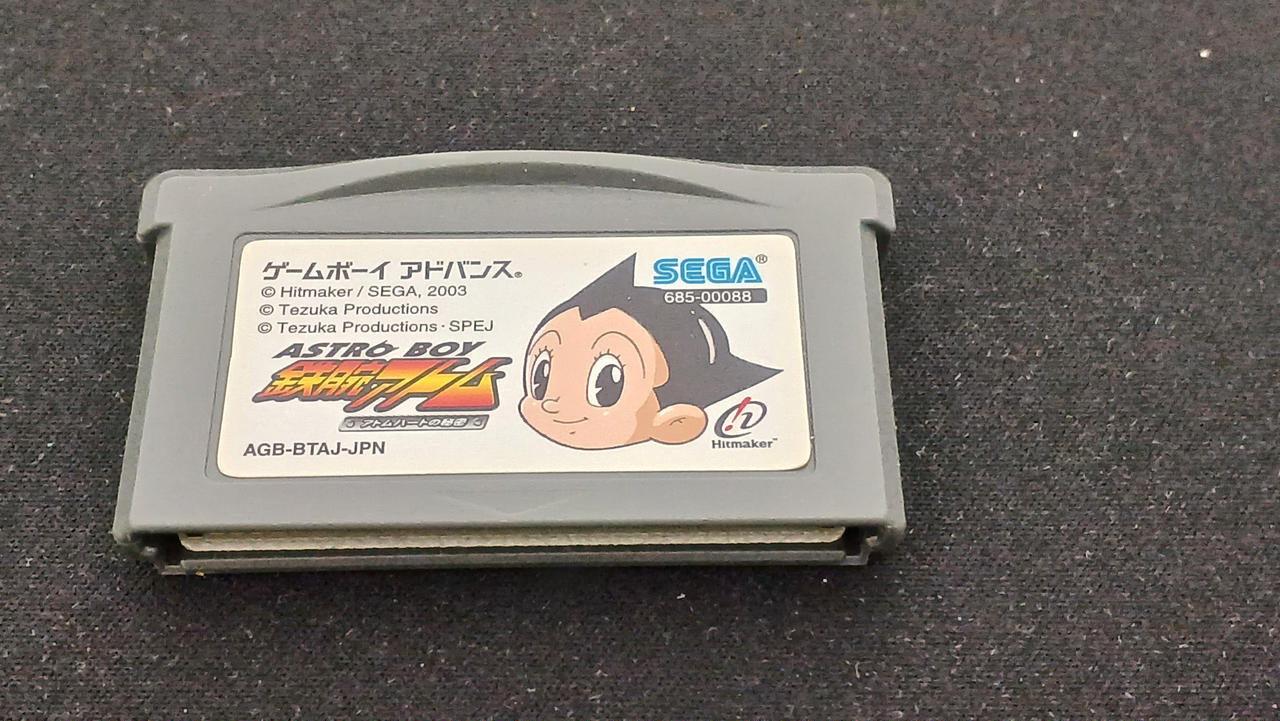 ゲームボーイ アドバンス®
© Hitmaker / SEGA, 2003
© Tezuka Productions
© Tezuka Productions · SPEJ
ASTRO BOY
鉄腕アトム
アトムハートの秘密
AGB-BTAJ-JPN
SEGA®
685-00088
Hitmaker™